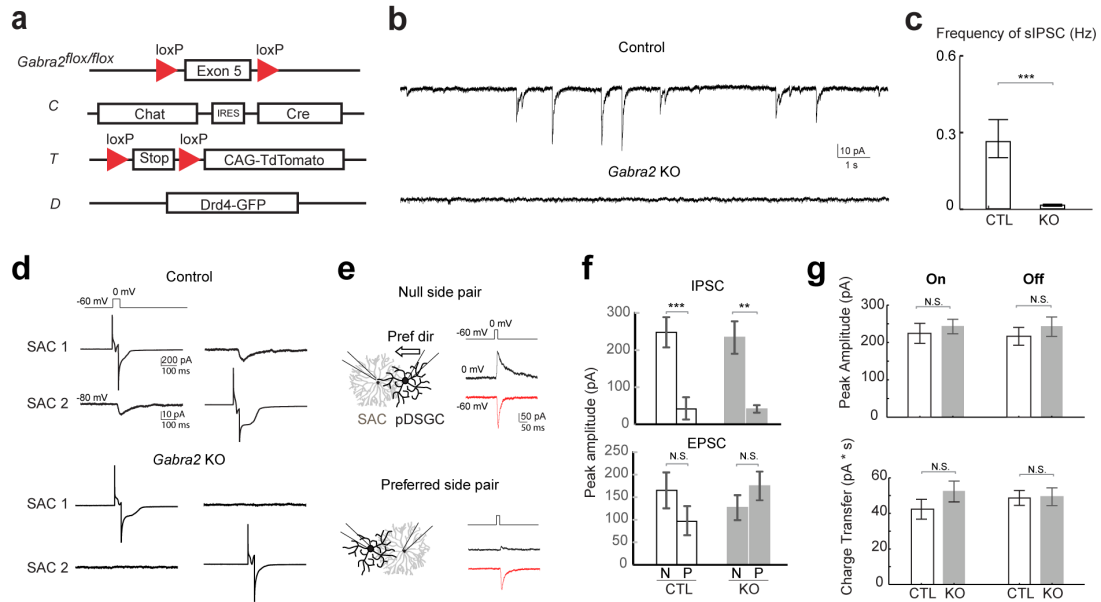 a
loxP loxP
Gabra2flox/flox
Exon 5
C
Chat
IRES
Cre
loxP loxP
T
Stop
CAG-TdTomato
D
Drd4-GFP
b
Control
10 pA
1 s
Gabra2 KO
c
Frequency of sIPSC (Hz)
0.6
***
0.3
0
CTL KO
d
Control
0 mV
-60 mV
SAC 1
200 pA
100 ms
-80 mV
SAC 2
10 pA
100 ms
Gabra2 KO
SAC 1
SAC 2
e
Null side pair
0 mV
-60 mV
Pref dir
0 mV
-60 mV
SAC pDSGC
50 pA
50 ms
Preferred side pair
f
IPSC
300
*** **
200
100
0
Peak amplitude (pA)
EPSC
250
N.S. N.S.
200
150
100
50
0
N P N P
CTL KO
g
On Off
Peak Amplitude (pA)
300
N.S. N.S.
200
100
0
Charge Transfer (pA * s)
80
N.S. N.S.
60
40
20
0
CTL KO CTL KO